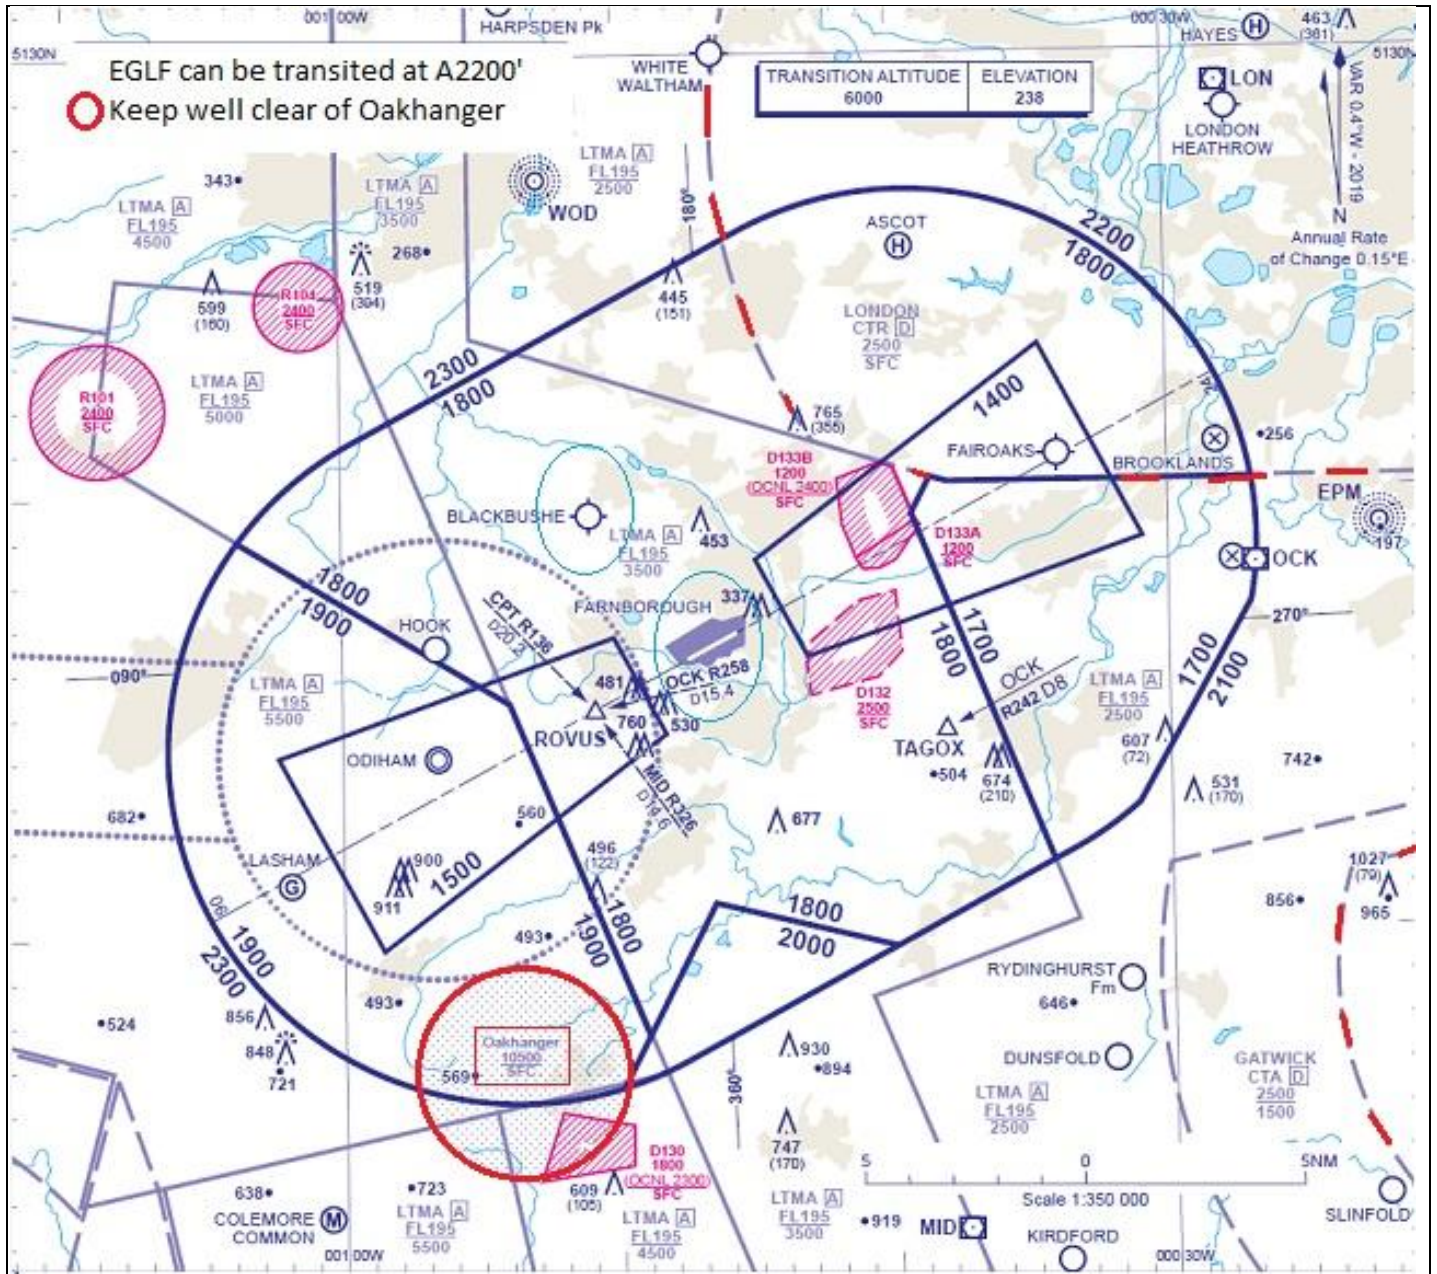 001 00W
HARPSDEN Pk
000 30W
HAYES H
463
(381)
5130N
5130N
EGLF can be transited at A2200'
Keep well clear of Oakhanger
WHITE
WALTHAM
TRANSITION ALTITUDE
6000
ELEVATION
238
LON
LONDON
HEATHROW
VAR 0.4°W - 2019
N
Annual Rate
of Change 0.15°E
LTMA A
FL195
2500
343
LTMA A
FL195
4500
LTMA A
FL195
3500
WOD
180°
ASCOT
H
2200
1800
268
519
(394)
599
(160)
R104
2400
SFC
445
(151)
LONDON
CTR D
2500
SFC
2300
1800
LTMA A
FL195
5000
R101
2400
SFC
1400
765
(355)
FAIROAKS
BROOKLANDS
256
D133B
1200
(OCNL 2400)
SFC
EPM
197
BLACKBUSHE
LTMA A
FL195
3500
453
D133A
1200
SFC
OCK
1800
1900
CPT R136
D20.2
FARNBOROUGH
337
270°
HOOK
1700
1800
1700
2100
090°
LTMA A
FL195
5500
481
OCK R258
D15.4
OCK
R242 D8
LTMA A
FL195
2500
D132
2500
SFC
760
530
ROVUS
TAGOX
607
(72)
ODIHAM
504
674
(210)
742
531
(170)
MID R326
D14.6
682
560
677
496
(122)
LASHAM
G
900
911
1500
1027
(79)
965
06
1800
1900
1800
2000
856
1900
2300
493
RYDINGHURST
Fm
646
493
856
524
848
721
Oakhanger
10500
SFC
569
930
894
DUNSFOLD
GATWICK
CTA D
2500
1500
360°
LTMA A
FL195
2500
747
(170)
D130
1800
(OCNL 2300)
SFC
5
0
5NM
Scale 1:350 000
638
723
609
(105)
LTMA A
FL195
3500
COLEMORE
COMMON
M
LTMA A
FL195
5500
LTMA A
FL195
4500
919
MID
KIRDFORD
SLINFOLD
001 00W
000 30W